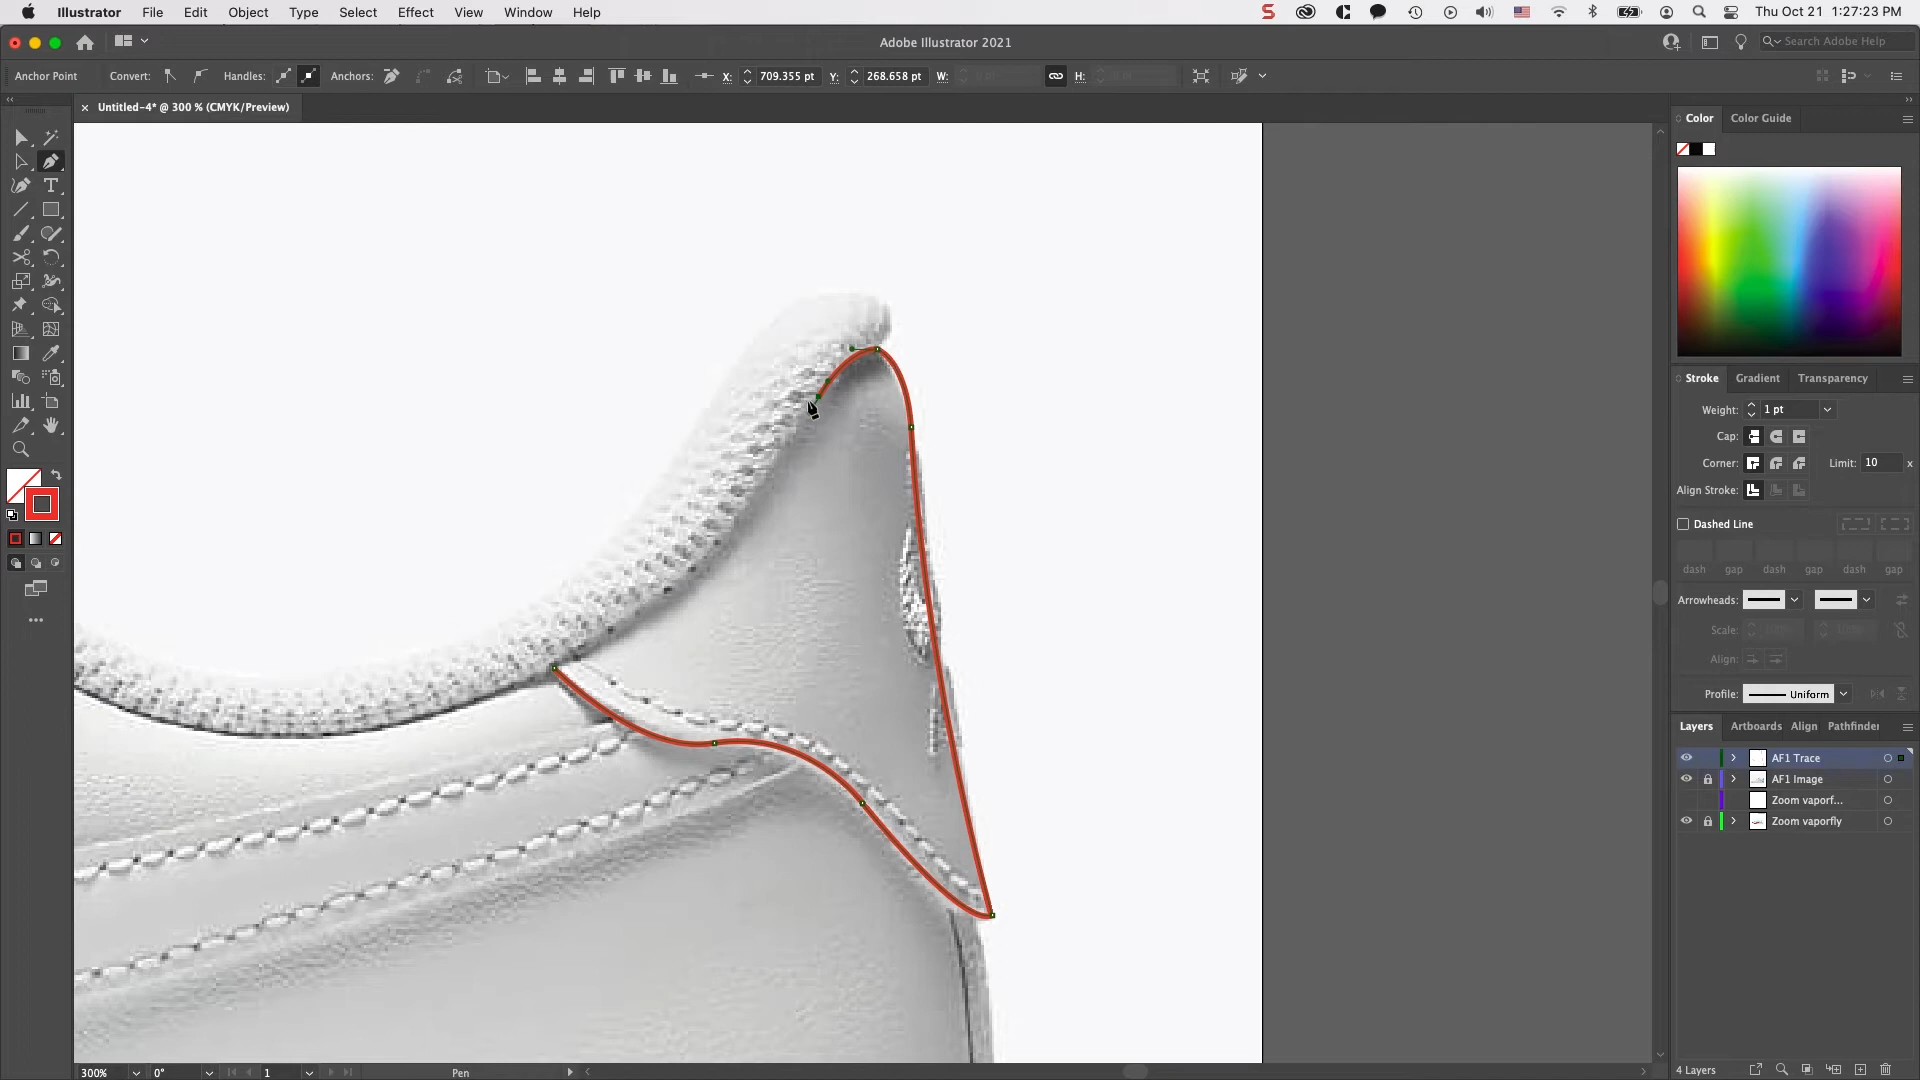 Illustrator File Edit Object Type Select Effect View Window Help Thu Oct 21 1:27:23 PM
Adobe Illustrator 2021 Search Adobe Help
Anchor Point Convert: Handles: Anchors: X: 709.355 pt Y: 268.658 pt W: H:
Untitled-4* @ 300 % (CMYK/Preview)
Color Color Guide
Stroke Gradient Transparency
Weight: 1 pt
Cap:
Corner: Limit: 10 x
Align Stroke:
Dashed Line
dash gap dash gap dash gap
Arrowheads:
Scale:
Align:
Profile: Uniform
Layers Artboards Align Pathfinder
AF1 Trace
AF1 Image
Zoom vaporf...
Zoom vaporfly
4 Layers
300% 0° 1 Pen